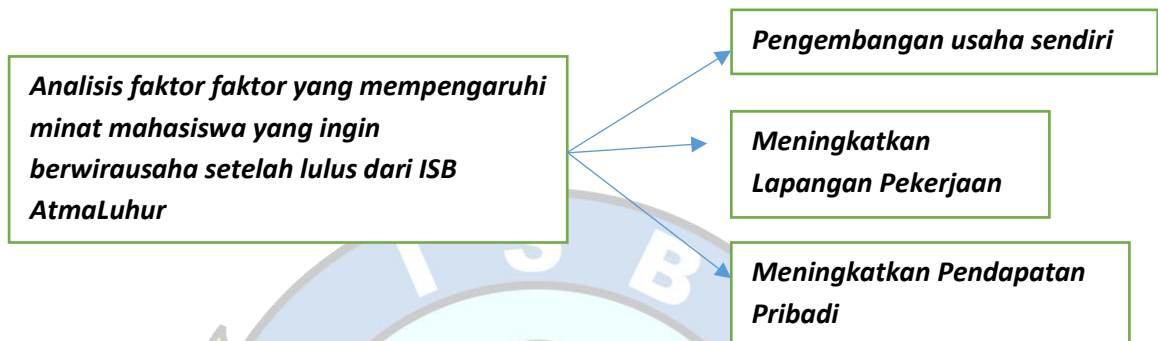 Analisis faktor faktor yang mempengaruhi
minat mahasiswa yang ingin
berwirausaha setelah lulus dari ISB
AtmaLuhur
Pengembangan usaha sendiri
Meningkatkan
Lapangan Pekerjaan
Meningkatkan Pendapatan
Pribadi
I S B